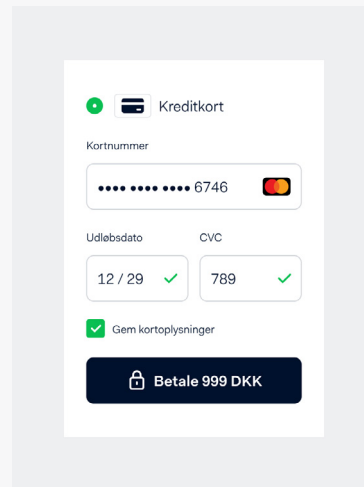 Kreditkort
Kortnummer
•••• •••• •••• 6746
Udløbsdato
CVC
12 / 29
789
Gem kortoplysninger
Betale 999 DKK